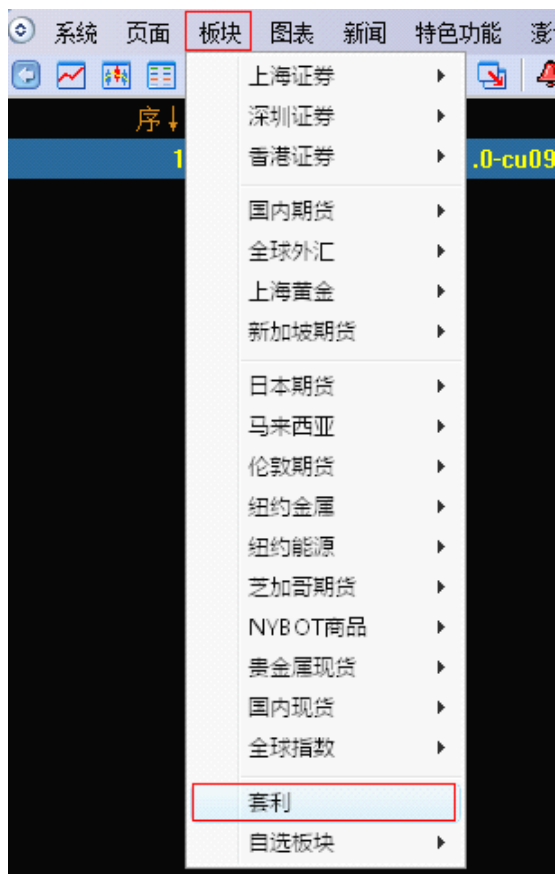 系统 页面 板块 图表 新闻 特色功能
序↓
1 .0-cu09
上海证券
深圳证券
香港证券
国内期货
全球外汇
上海黄金
新加坡期货
日本期货
马来西亚
伦敦期货
纽约金属
纽约能源
芝加哥期货
NYBOT商品
贵金属现货
国内现货
全球指数
套利
自选板块